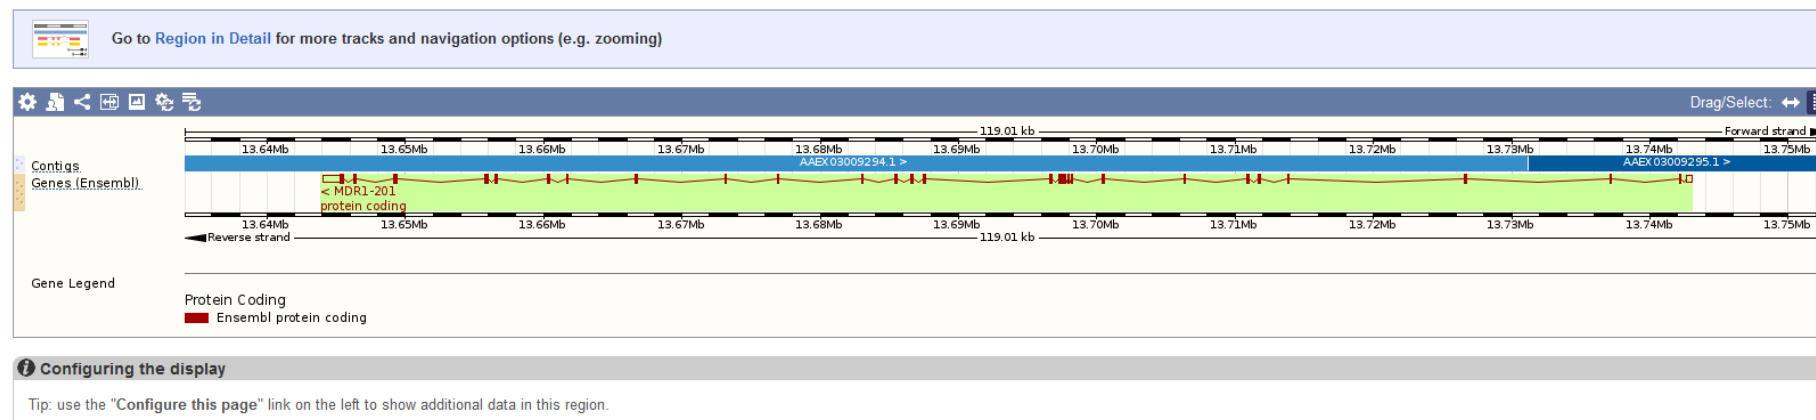 Go to Region in Detail for more tracks and navigation options (e.g. zooming)
Drag/Select:
119.01 kb Forward strand
13.64Mb 13.65Mb 13.66Mb 13.67Mb 13.68Mb 13.69Mb 13.70Mb 13.71Mb 13.72Mb 13.73Mb 13.74Mb 13.75Mb
Contigs AAEX03009294.1 > AAEX03009295.1 >
Genes (Ensembl)
< MDR1-201
protein coding
13.64Mb 13.65Mb 13.66Mb 13.67Mb 13.68Mb 13.69Mb 13.70Mb 13.71Mb 13.72Mb 13.73Mb 13.74Mb 13.75Mb
Reverse strand 119.01 kb
Gene Legend
Protein Coding
Ensembl protein coding
Configuring the display
Tip: use the "Configure this page" link on the left to show additional data in this region.